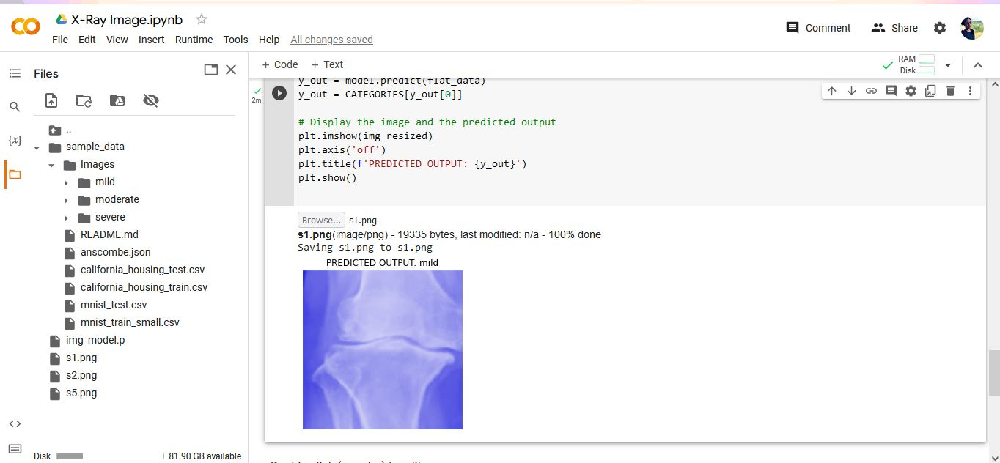 X-Ray Image.ipynb
File Edit View Insert Runtime Tools Help All changes saved
Comment Share
Files
+ Code + Text
RAM
Disk
{x}
..
sample_data
Images
mild
moderate
severe
README.md
anscombe.json
california_housing_test.csv
california_housing_train.csv
mnist_test.csv
mnist_train_small.csv
img_model.p
s1.png
s2.png
s5.png
<>
Disk 81.90 GB available
2m
y_out = model.predict(flat_data)
y_out = CATEGORIES[y_out[0]]
# Display the image and the predicted output
plt.imshow(img_resized)
plt.axis('off')
plt.title(f'PREDICTED OUTPUT: {y_out}')
plt.show()
Browse... s1.png
s1.png(image/png) - 19335 bytes, last modified: n/a - 100% done
Saving s1.png to s1.png
PREDICTED OUTPUT: mild